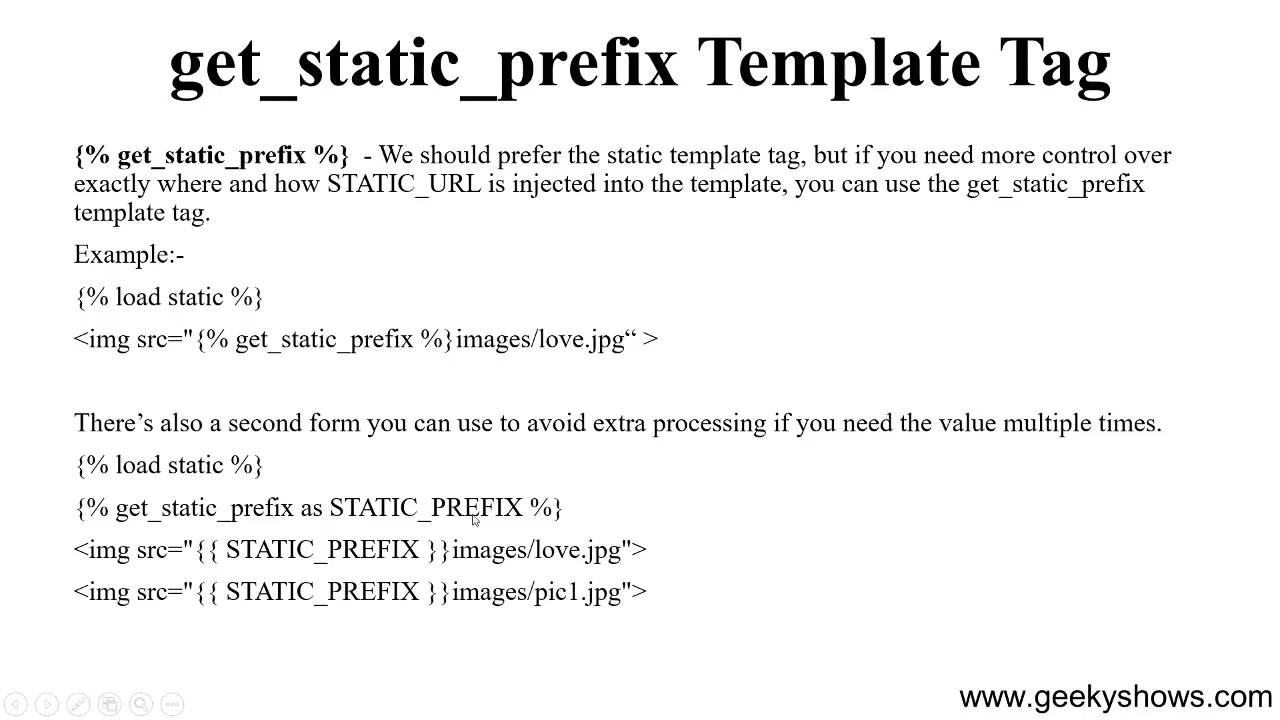 get_static_prefix Template Tag
{% get_static_prefix %}  - We should prefer the static template tag, but if you need more control over
exactly where and how STATIC_URL is injected into the template, you can use the get_static_prefix
template tag.
Example:-
{% load static %}
<img src="{% get_static_prefix %}images/love.jpg“ >
There’s also a second form you can use to avoid extra processing if you need the value multiple times.
{% load static %}
{% get_static_prefix as STATIC_PREFIX %}
<img src="{{ STATIC_PREFIX }}images/love.jpg">
<img src="{{ STATIC_PREFIX }}images/pic1.jpg">
www.geekyshows.com